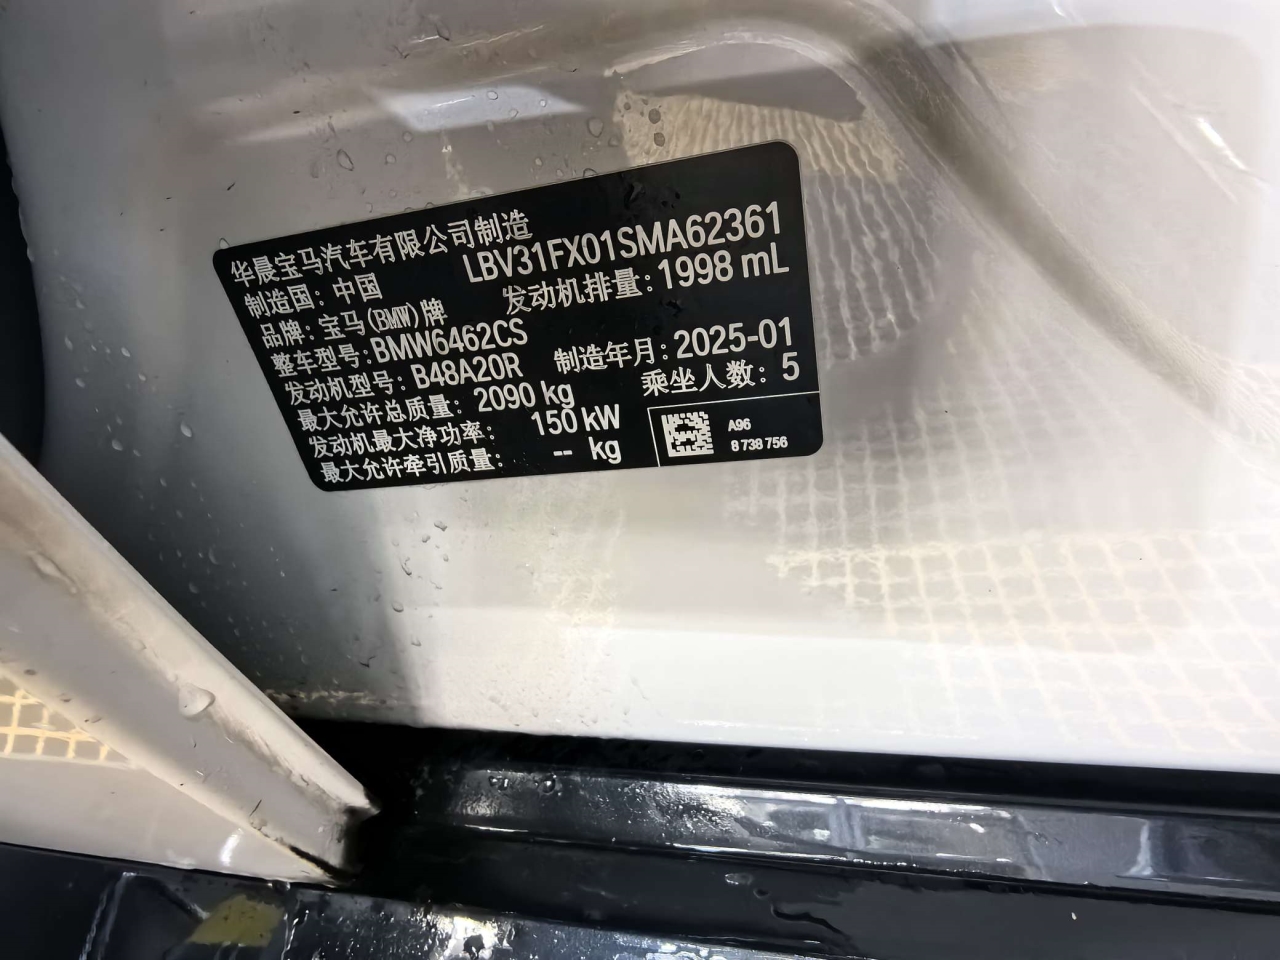 华晨宝马汽车有限公司制造
制造国：中国 LBV31FX01SMA62361
品牌：宝马(BMW)牌 发动机排量：1998 mL
整车型号：BMW6462CS
发动机型号：B48A20R 制造年月：2025-01
最大允许总质量：2090 kg 乘坐人数：5
发动机最大净功率：150 kW
最大允许牵引质量：-- kg
A96
8 738 756